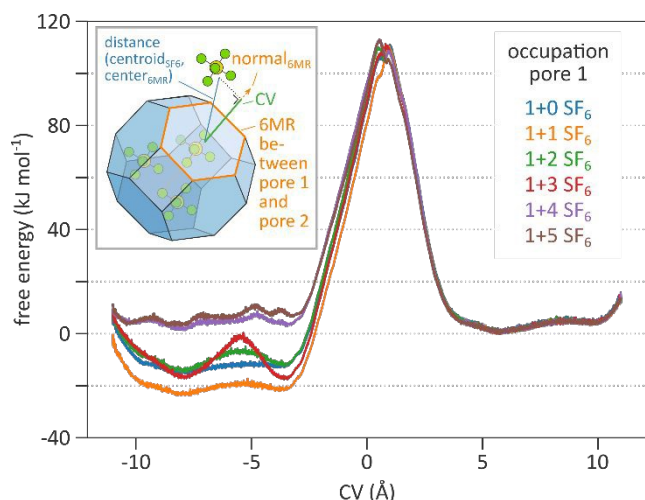 120
80
40
0
-40
free energy (kJ mol⁻¹)
-10
-5
0
5
10
CV (Å)
distance
(centroid_SF6,
center_6MR)
normal_6MR
CV
6MR
be-
tween
pore 1
and
pore 2
occupation
pore 1
1+0 SF₆
1+1 SF₆
1+2 SF₆
1+3 SF₆
1+4 SF₆
1+5 SF₆